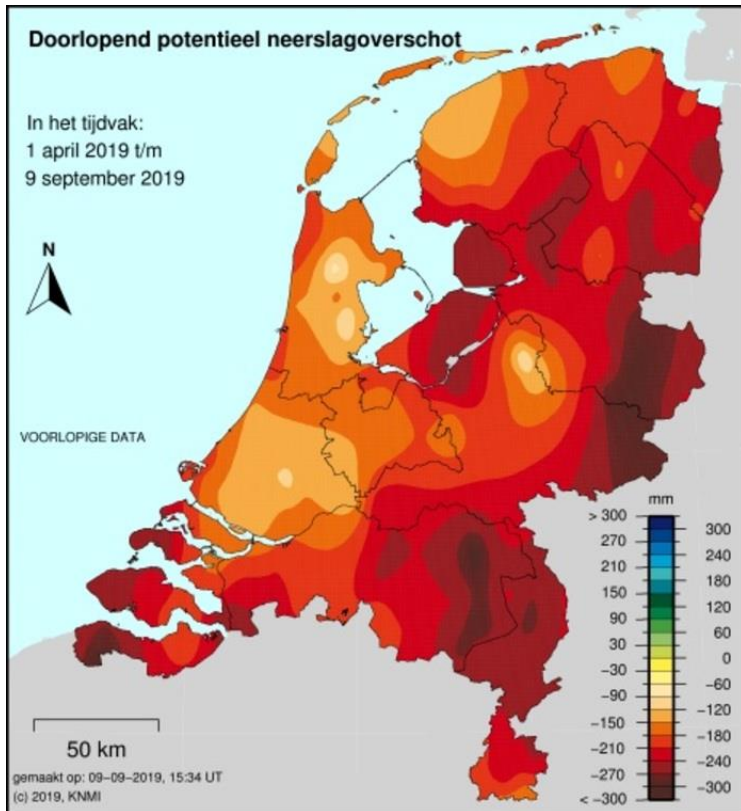 Doorlopend potentieel neerslagoverschot
In het tijdvak:
1 april 2019 t/m
9 september 2019
N
VOORLOPIGE DATA
mm
> 300
300
270
240
210
180
150
120
90
60
30
0
−30
−60
−90
−120
−150
−180
−210
−240
−270
−300
< −300
50 km
gemaakt op: 09−09−2019, 15:34 UT
(c) 2019, KNMI